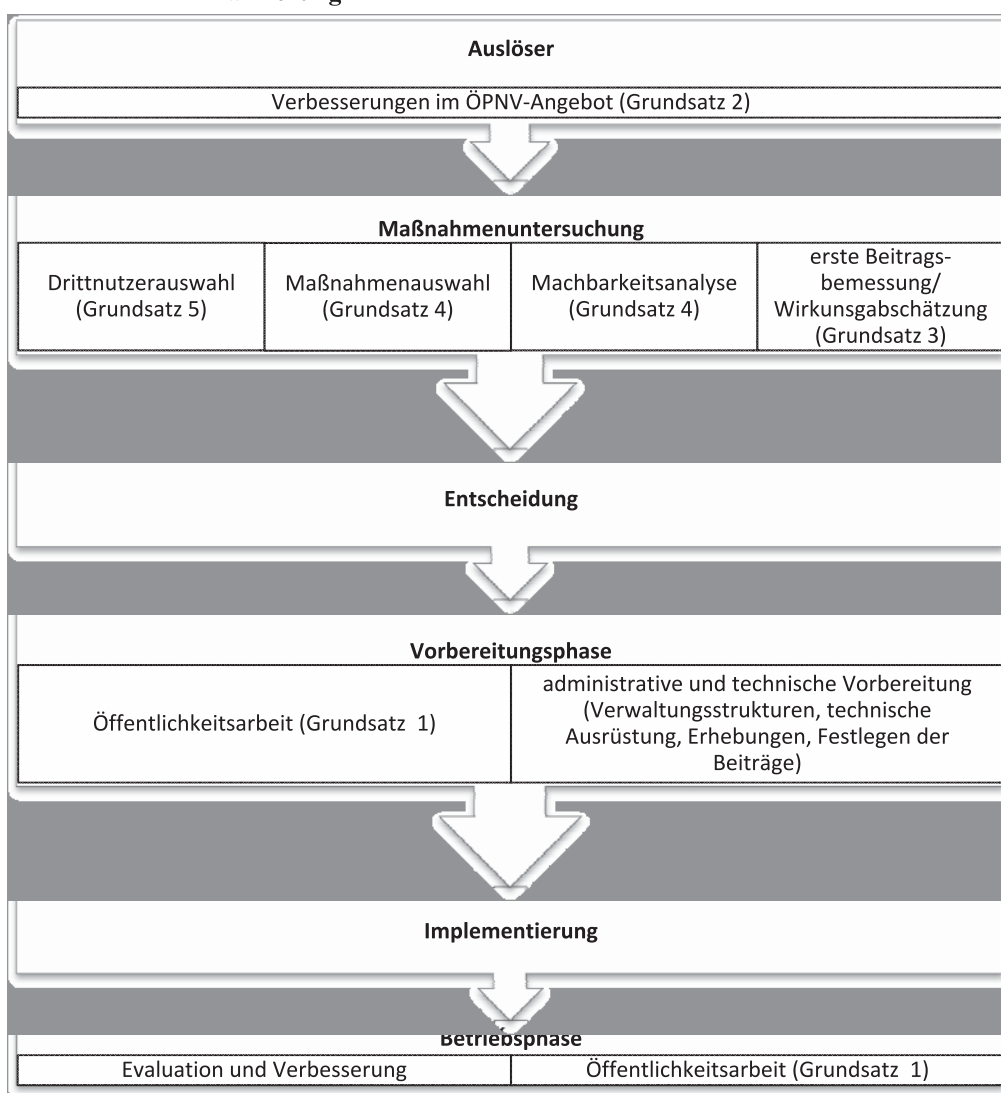 Auslöser
Verbesserungen im ÖPNV-Angebot (Grundsatz 2)
Maßnahmenuntersuchung
Drittnutzerauswahl
(Grundsatz 5)
Maßnahmenauswahl
(Grundsatz 4)
Machbarkeitsanalyse
(Grundsatz 4)
erste Beitrags-
bemessung/
Wirkunsgabschätzung
(Grundsatz 3)
Entscheidung
Vorbereitungsphase
Öffentlichkeitsarbeit (Grundsatz 1)
administrative und technische Vorbereitung
(Verwaltungsstrukturen, technische
Ausrüstung, Erhebungen, Festlegen der
Beiträge)
Implementierung
Betriebsphase
Evaluation und Verbesserung
Öffentlichkeitsarbeit (Grundsatz 1)